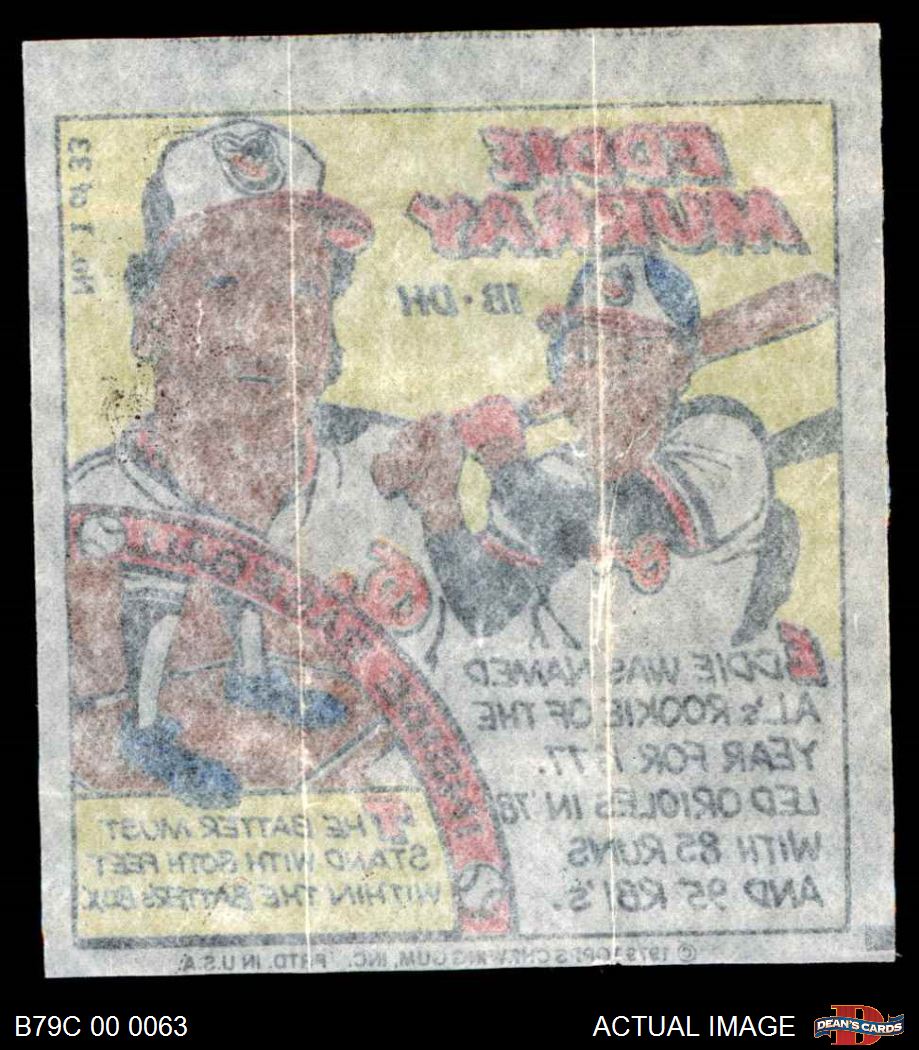 EDDIE
MURRAY
1B · DH
No. 1 of 33
EDDIE WAS NAMED
AL's ROOKIE OF THE
YEAR FOR
LED ORIOLES IN '78
WITH 85 RUNS
AND 95 RBI'S.
THE BATTER MUST
STAND WITH BOTH FEET
WITHIN THE BATTER'S BOX
© 1979 TOPPS CHEWING GUM, INC. PRTD. IN U.S.A.
B79C 00 0063
ACTUAL IMAGE
D
DEAN'S CARDS